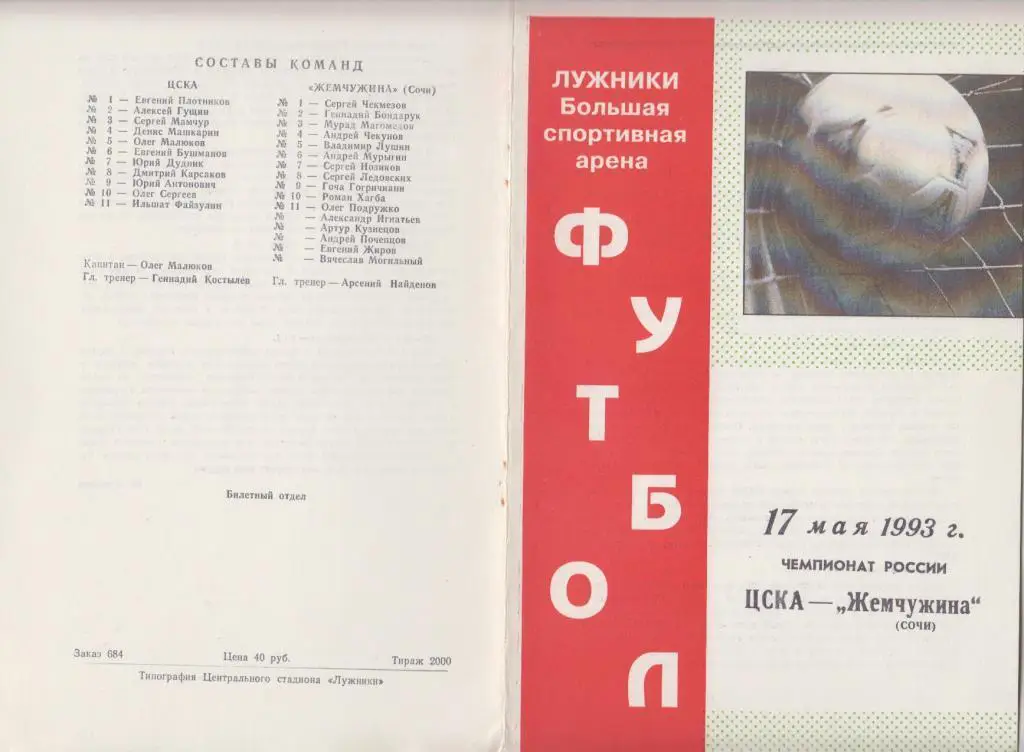 СОСТАВЫ КОМАНД
ЦСКА
№ 1 — Евгений Плотников
№ 2 — Алексей Гущин
№ 3 — Сергей Мамчур
№ 4 — Денис Машкарин
№ 5 — Олег Малюков
№ 6 — Евгений Бушманов
№ 7 — Юрий Дудник
№ 8 — Дмитрий Карсаков
№ 9 — Юрий Антонович
№ 10 — Олег Сергеев
№ 11 — Ильшат Файзулин
Капитан — Олег Малюков
Гл. тренер — Геннадий Костылев
«ЖЕМЧУЖИНА» (Сочи)
№ 1 — Сергей Чекмезов
№ 2 — Геннадий Бондарук
№ 3 — Мурад Магомедов
№ 4 — Андрей Чекунов
№ 5 — Владимир Лушин
№ 6 — Андрей Мурыгин
№ 7 — Сергей Нозиков
№ 8 — Сергей Ледовских
№ 9 — Гоча Гогричиани
№ 10 — Роман Хагба
№ 11 — Олег Подружко
№ — Александр Игнатьев
№ — Артур Кузнецов
№ — Андрей Почепцов
№ — Евгений Жиров
№ — Вячеслав Могильный
Гл. тренер — Арсений Найденов
Билетный отдел
Заказ 684 Цена 40 руб. Тираж 2000
Типография Центрального стадиона «Лужники»
ЛУЖНИКИ
Большая
спортивная
арена
ФУТБОЛ
17 мая 1993 г.
ЧЕМПИОНАТ РОССИИ
ЦСКА — „Жемчужина“
(СОЧИ)